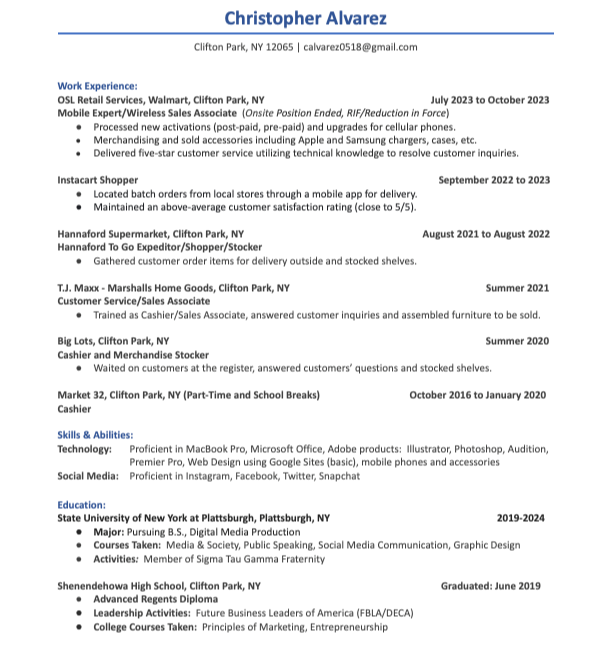 Christopher Alvarez
Clifton Park, NY 12065 | calvarez0518@gmail.com
Work Experience:
OSL Retail Services, Walmart, Clifton Park, NY July 2023 to October 2023
Mobile Expert/Wireless Sales Associate (Onsite Position Ended, RIF/Reduction in Force)
• Processed new activations (post-paid, pre-paid) and upgrades for cellular phones.
• Merchandising and sold accessories including Apple and Samsung chargers, cases, etc.
• Delivered five-star customer service utilizing technical knowledge to resolve customer inquiries.
Instacart Shopper September 2022 to 2023
• Located batch orders from local stores through a mobile app for delivery.
• Maintained an above-average customer satisfaction rating (close to 5/5).
Hannaford Supermarket, Clifton Park, NY August 2021 to August 2022
Hannaford To Go Expeditor/Shopper/Stocker
• Gathered customer order items for delivery outside and stocked shelves.
T.J. Maxx - Marshalls Home Goods, Clifton Park, NY Summer 2021
Customer Service/Sales Associate
• Trained as Cashier/Sales Associate, answered customer inquiries and assembled furniture to be sold.
Big Lots, Clifton Park, NY Summer 2020
Cashier and Merchandise Stocker
• Waited on customers at the register, answered customers' questions and stocked shelves.
Market 32, Clifton Park, NY (Part-Time and School Breaks) October 2016 to January 2020
Cashier
Skills & Abilities:
Technology: Proficient in MacBook Pro, Microsoft Office, Adobe products: Illustrator, Photoshop, Audition,
Premier Pro, Web Design using Google Sites (basic), mobile phones and accessories
Social Media: Proficient in Instagram, Facebook, Twitter, Snapchat
Education:
State University of New York at Plattsburgh, Plattsburgh, NY 2019-2024
• Major: Pursuing B.S., Digital Media Production
• Courses Taken: Media & Society, Public Speaking, Social Media Communication, Graphic Design
• Activities: Member of Sigma Tau Gamma Fraternity
Shenendehowa High School, Clifton Park, NY Graduated: June 2019
• Advanced Regents Diploma
• Leadership Activities: Future Business Leaders of America (FBLA/DECA)
• College Courses Taken: Principles of Marketing, Entrepreneurship